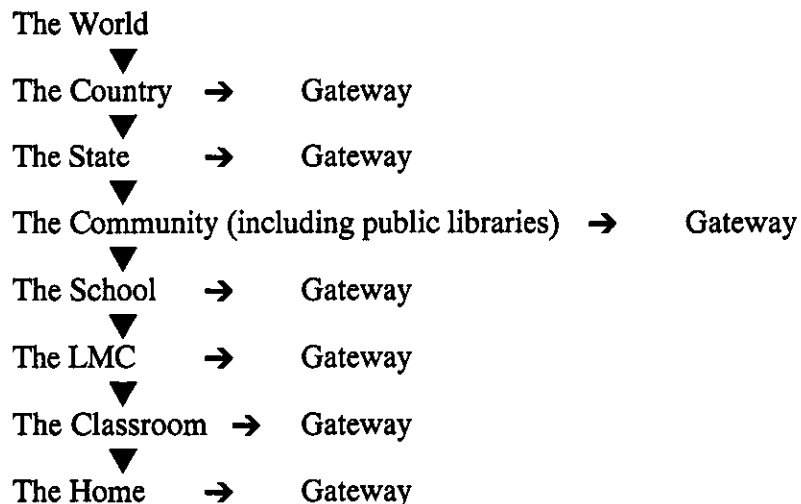 The World
▼
The Country → Gateway
▼
The State → Gateway
▼
The Community (including public libraries) → Gateway
▼
The School → Gateway
▼
The LMC → Gateway
▼
The Classroom → Gateway
▼
The Home → Gateway